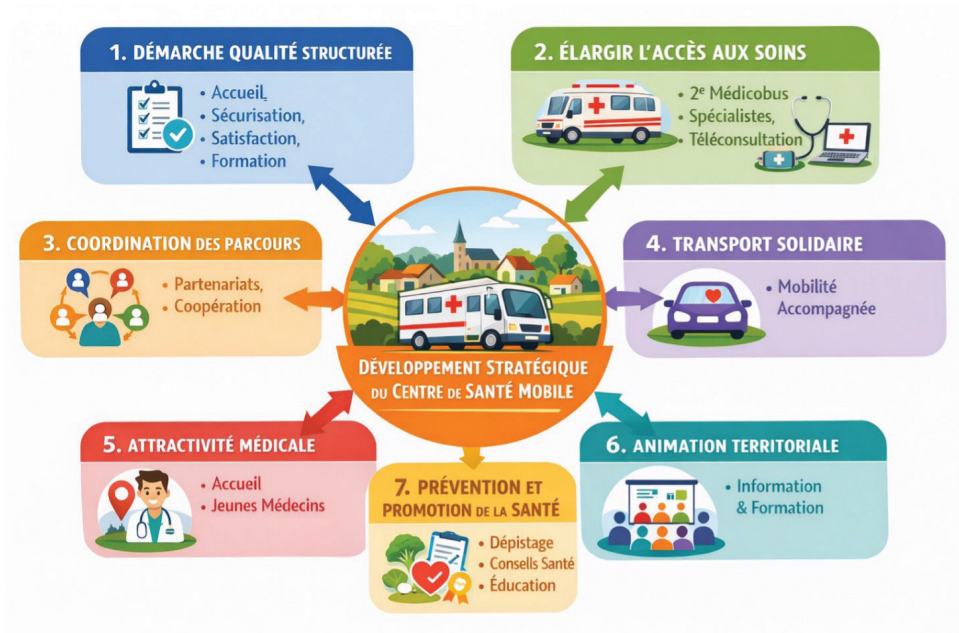 1. DÉMARCHE QUALITÉ STRUCTURÉE
• Accueil,
• Sécurisation,
• Satisfaction,
• Formation
2. ÉLARGIR L'ACCÈS AUX SOINS
• 2e Médicobus
• Spécialistes,
• Téléconsultation
3. COORDINATION DES PARCOURS
• Partenariats,
• Coopération
4. TRANSPORT SOLIDAIRE
• Mobilité
Accompagnée
DÉVELOPPEMENT STRATÉGIQUE
DU CENTRE DE SANTÉ MOBILE
5. ATTRACTIVITÉ MÉDICALE
• Accueil
• Jeunes Médecins
6. ANIMATION TERRITORIALE
• Information
& Formation
7. PRÉVENTION ET
PROMOTION DE LA SANTÉ
• Dépistage
• Consells Santé
• Éducation